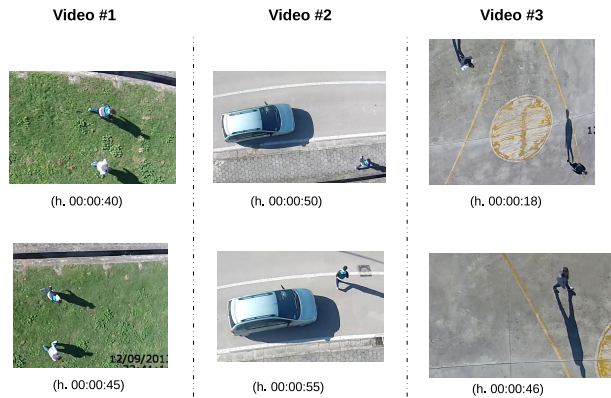 Video #1
Video #2
Video #3
(h. 00:00:40)
(h. 00:00:50)
(h. 00:00:18)
12/09/201
(h. 00:00:45)
(h. 00:00:55)
(h. 00:00:46)